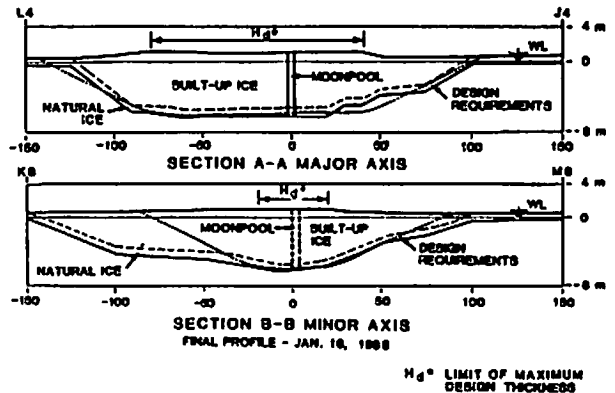 L4 J4
Hd* 4 m
WL
0
BUILT-UP ICE MOONPOOL
NATURAL ICE
DESIGN REQUIREMENTS
-8 m
-150 -100 -50 0 50 100 150
SECTION A-A MAJOR AXIS
K8 M8
Hd* 4 m
WL
MOONPOOL BUILT-UP ICE
0
NATURAL ICE
DESIGN REQUIREMENTS
-8 m
-150 -100 -50 0 50 100 150
SECTION B-B MINOR AXIS
FINAL PROFILE - JAN. 16,
Hd* LIMIT OF MAXIMUM
DESIGN THICKNESS